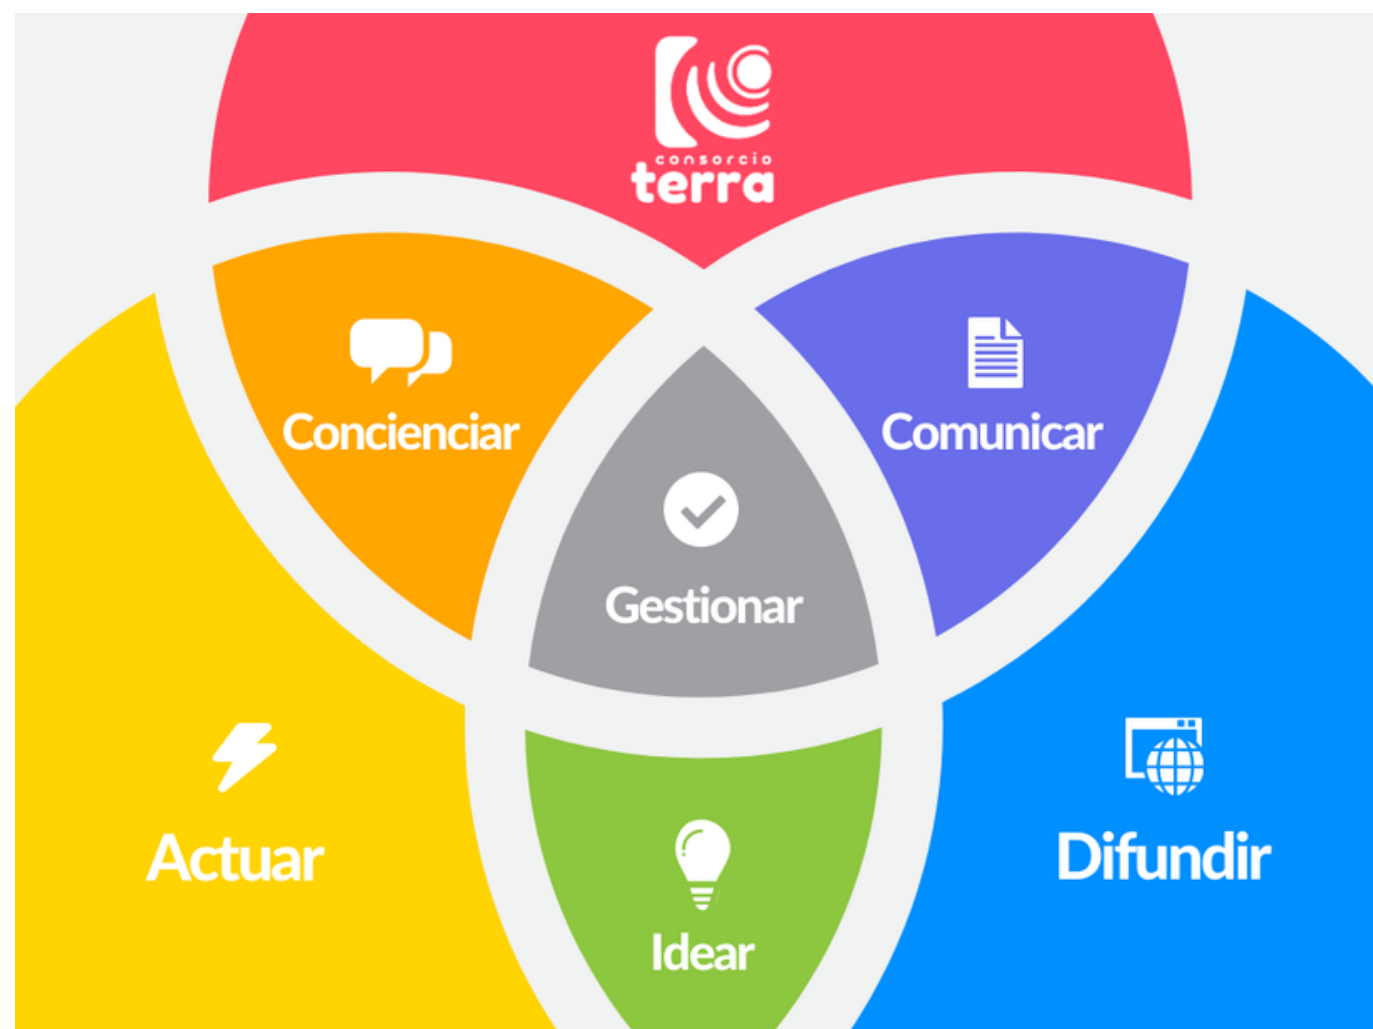 consorcio
terra
Concienciar
Comunicar
Gestionar
Actuar
Difundir
Idear